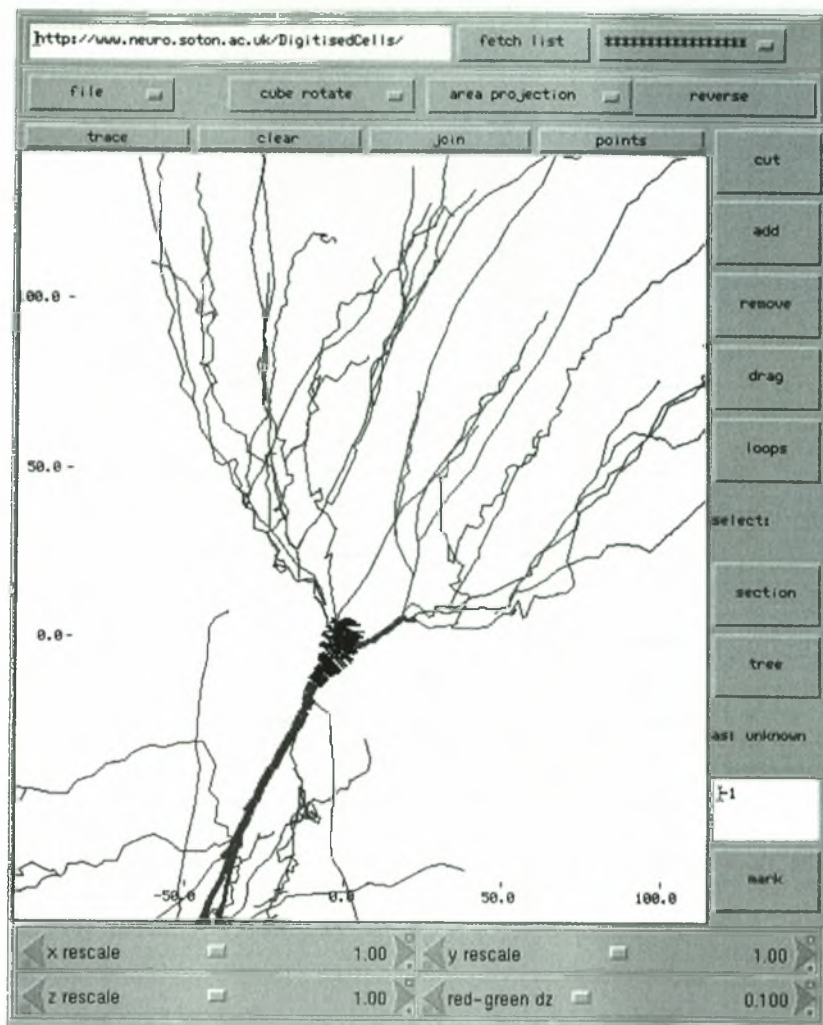 https://www.neuro.soton.ac.uk/DigitisedCells/ fetch list ****************
file cube rotate area projection reverse
trace clear join points
cut
add
100.0
remove
drag
loops
50.0
select:
section
0.0
tree
as: unknown
-1
mark
-50.0 0.0 50.0 100.0
x rescale 1.00 y rescale 1.00
z rescale 1.00 red-green dz 0.100